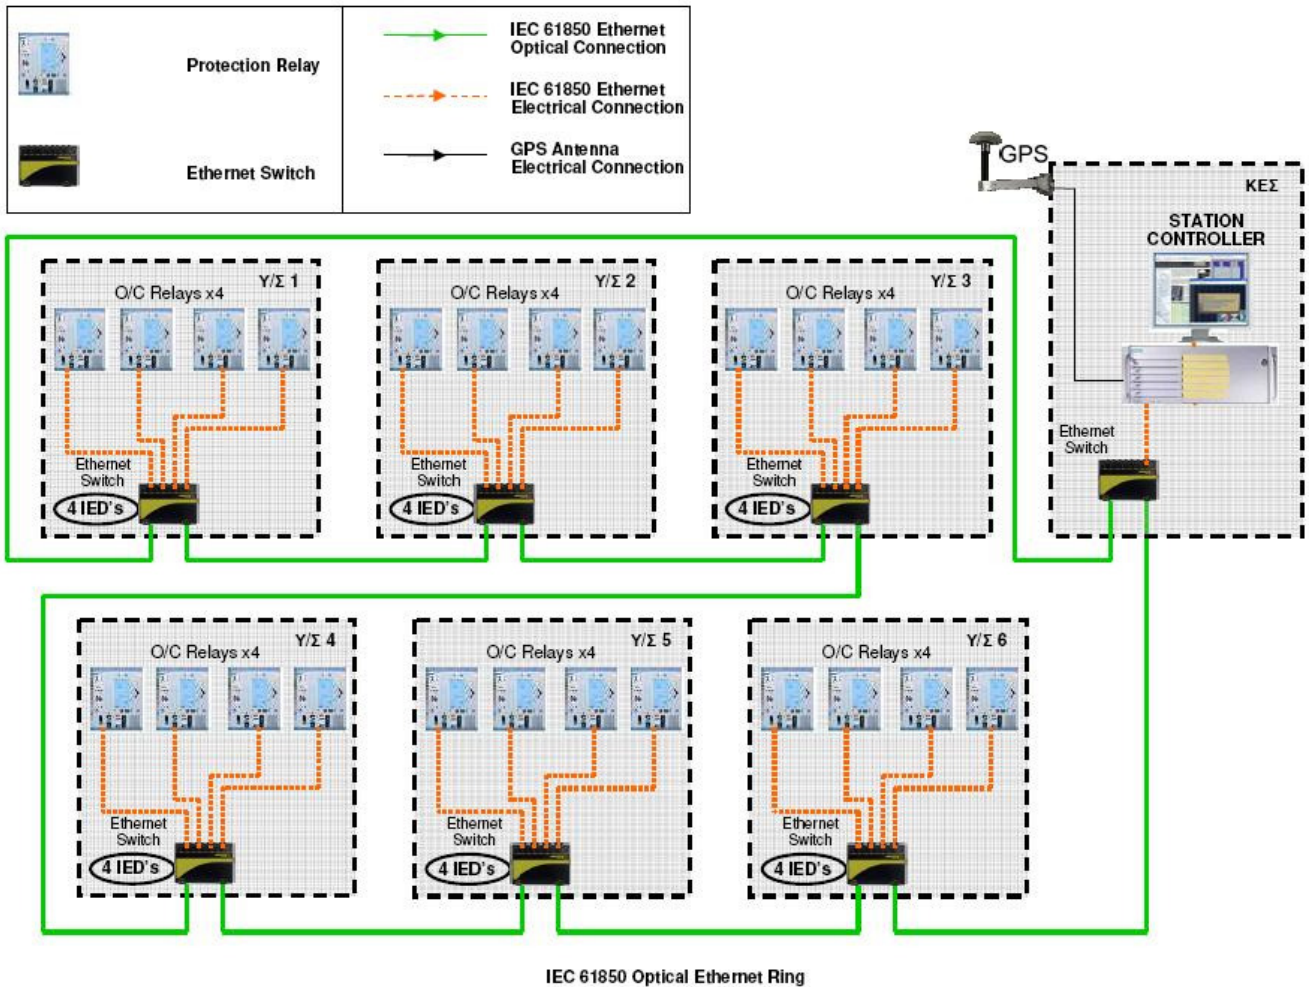 Protection Relay
Ethernet Switch
IEC 61850 Ethernet
Optical Connection
IEC 61850 Ethernet
Electrical Connection
GPS Antenna
Electrical Connection
GPS
ΚΕΣ
STATION
CONTROLLER
Ethernet
Switch
Υ/Σ 1
O/C Relays x4
Ethernet
Switch
4 IED's
Υ/Σ 2
O/C Relays x4
Ethernet
Switch
4 IED's
Υ/Σ 3
O/C Relays x4
Ethernet
Switch
4 IED's
Υ/Σ 4
O/C Relays x4
Ethernet
Switch
4 IED's
Υ/Σ 5
O/C Relays x4
Ethernet
Switch
4 IED's
Υ/Σ 6
O/C Relays x4
Ethernet
Switch
4 IED's
IEC 61850 Optical Ethernet Ring